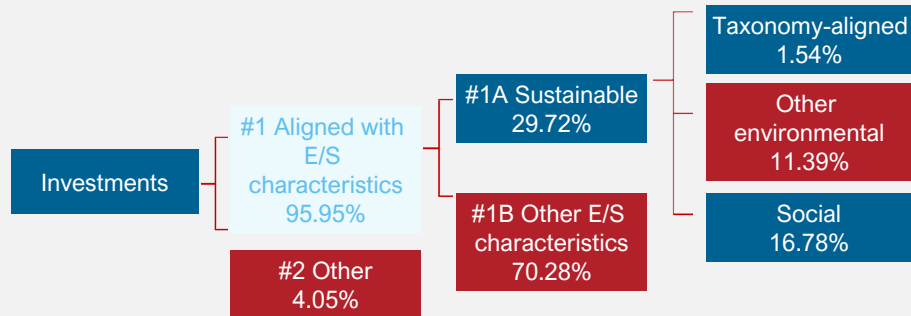 Investments
#1 Aligned with
E/S
characteristics
95.95%
#2 Other
4.05%
#1A Sustainable
29.72%
#1B Other E/S
characteristics
70.28%
Taxonomy-aligned
1.54%
Other
environmental
11.39%
Social
16.78%